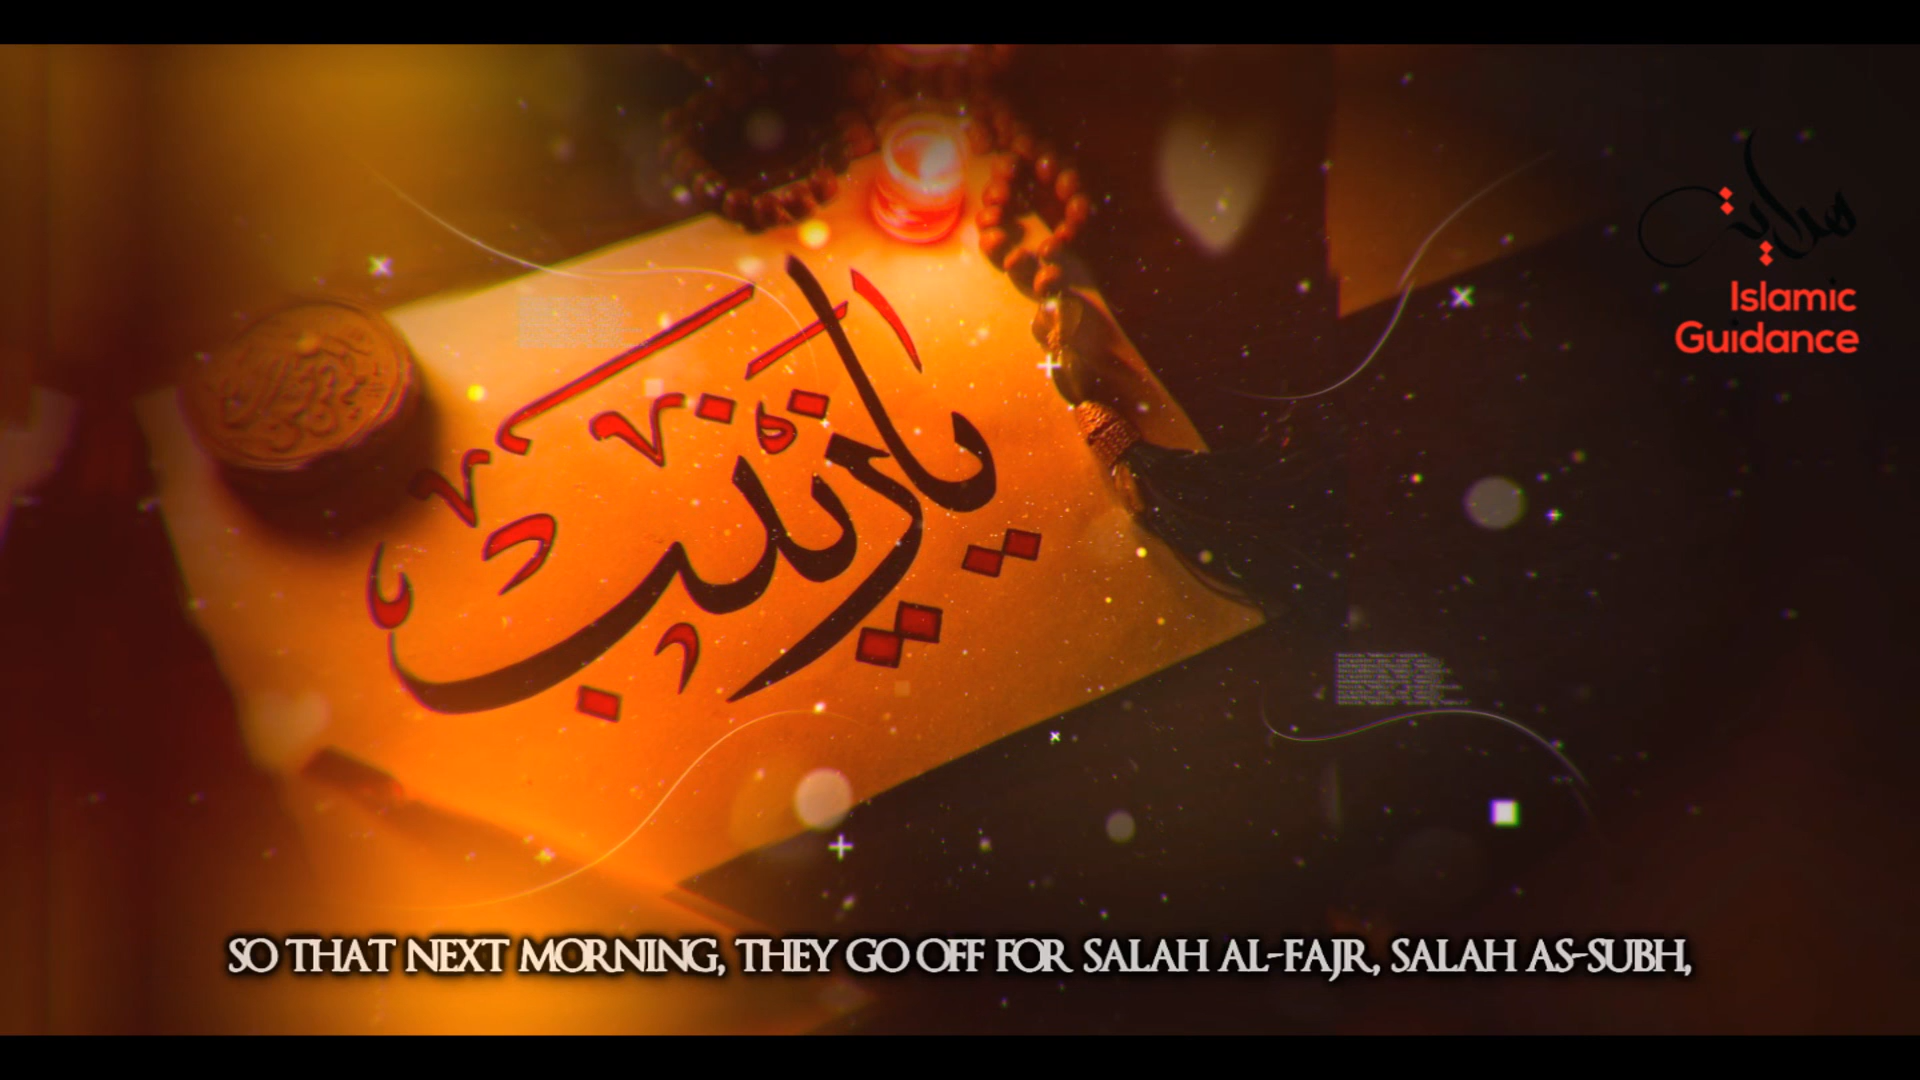 يا زينب
هداية
Islamic
Guidance
SO THAT NEXT MORNING, THEY GO OFF FOR SALAH AL-FAJR, SALAH AS-SUBH,